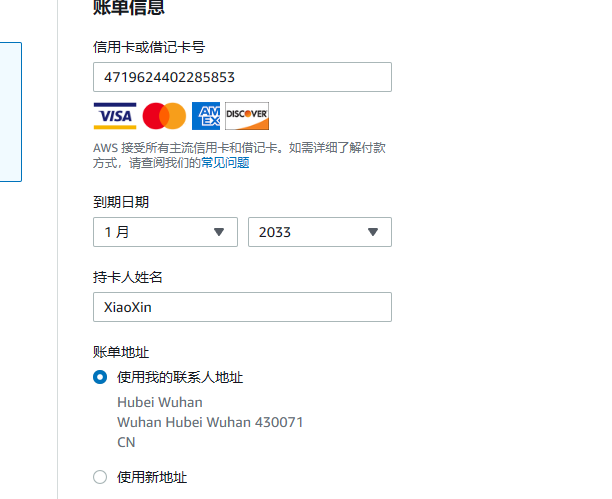 账单信息
信用卡或借记卡号
4719624402285853
VISA
AM
EX
DISCOVER
AWS 接受所有主流信用卡和借记卡。如需详细了解付款
方式，请查阅我们的常见问题
到期日期
1 月 2033
持卡人姓名
XiaoXin
账单地址
使用我的联系人地址
Hubei Wuhan
Wuhan Hubei Wuhan 430071
CN
使用新地址